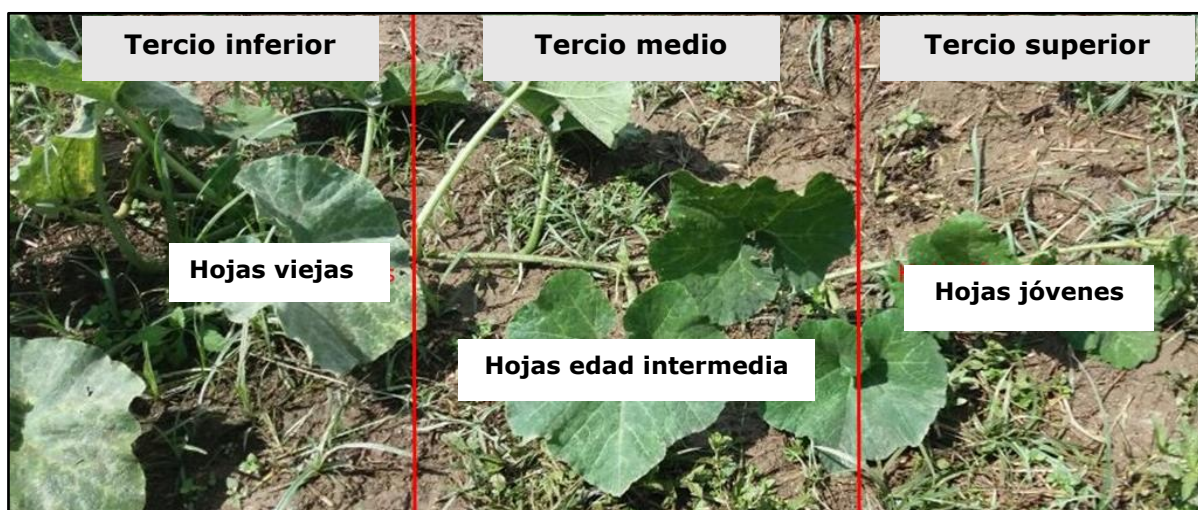 Tercio inferior
Tercio medio
Tercio superior
Hojas viejas
Hojas edad intermedia
Hojas jóvenes